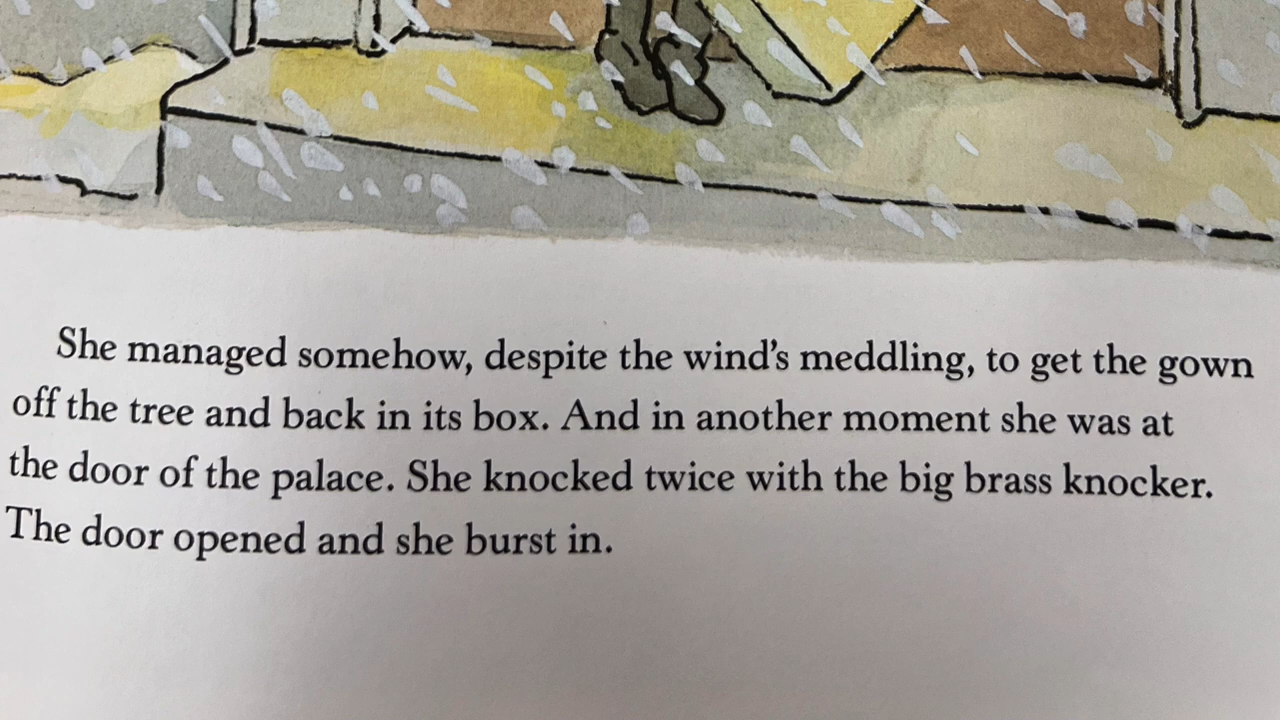 She managed somehow, despite the wind’s meddling, to get the gown
off the tree and back in its box. And in another moment she was at
the door of the palace. She knocked twice with the big brass knocker.
The door opened and she burst in.